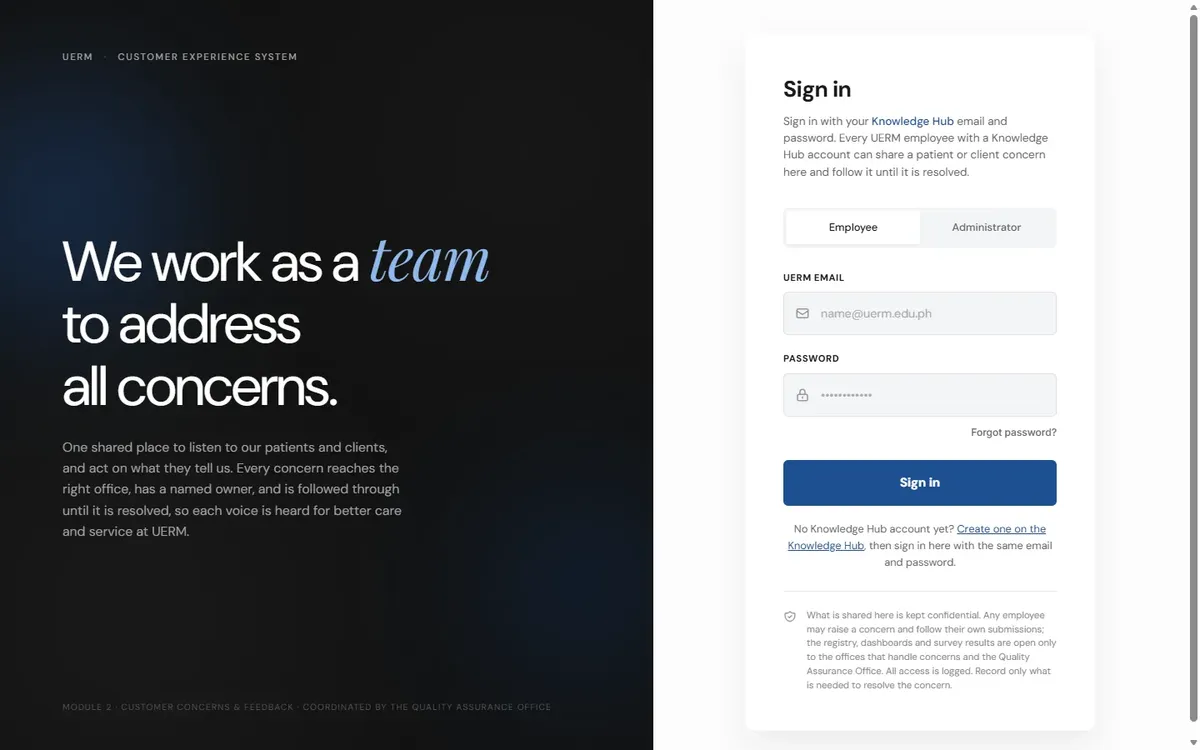 UERM · CUSTOMER EXPERIENCE SYSTEM
We work as a team
to address
all concerns.
One shared place to listen to our patients and clients,
and act on what they tell us. Every concern reaches the
right office, has a named owner, and is followed through
until it is resolved, so each voice is heard for better care
and service at UERM.
MODULE 2 · CUSTOMER CONCERNS & FEEDBACK · COORDINATED BY THE QUALITY ASSURANCE OFFICE
Sign in
Sign in with your Knowledge Hub email and
password. Every UERM employee with a Knowledge
Hub account can share a patient or client concern
here and follow it until it is resolved.
Employee
Administrator
UERM EMAIL
name@uerm.edu.ph
PASSWORD
••••••••••••
Forgot password?
Sign in
No Knowledge Hub account yet? Create one on the
Knowledge Hub, then sign in here with the same email
and password.
What is shared here is kept confidential. Any employee
may raise a concern and follow their own submissions;
the registry, dashboards and survey results are open only
to the offices that handle concerns and the Quality
Assurance Office. All access is logged. Record only what
is needed to resolve the concern.